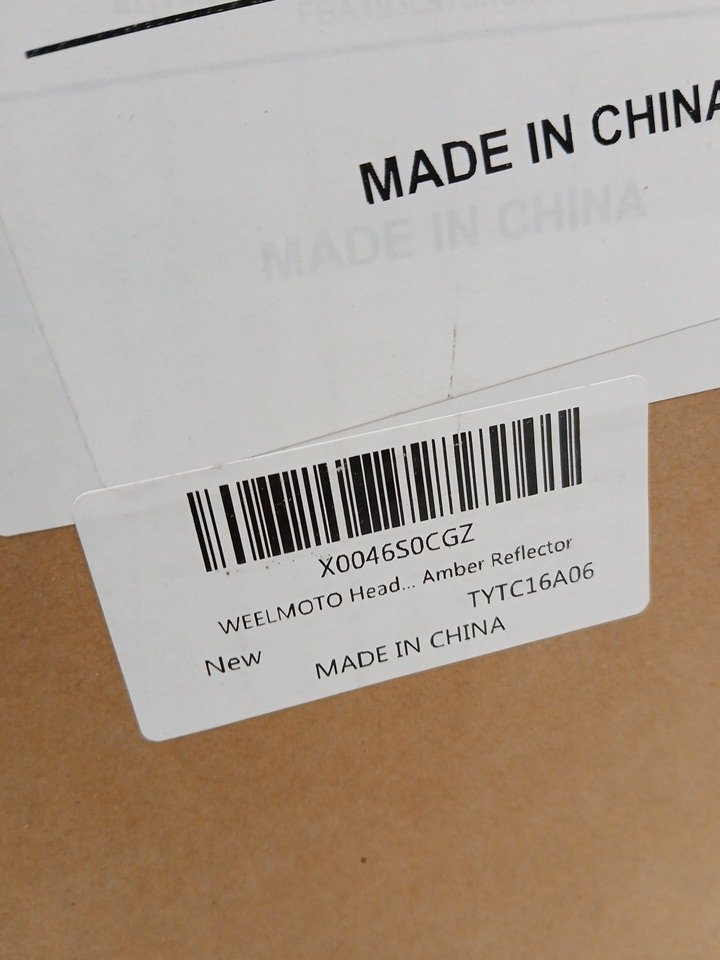 MADE IN CHINA
MADE IN CHINA
X0046S0CGZ
WEELMOTO Head... Amber Reflector
TYTC16A06
New
MADE IN CHINA